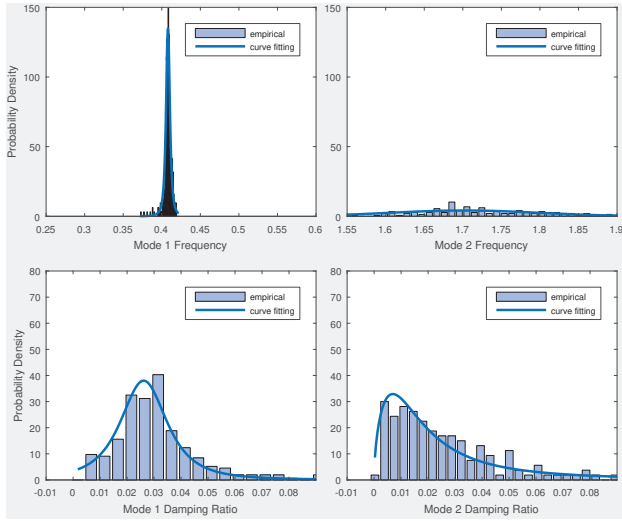 150
100
50
0
Probability Density
empirical
curve fitting
0.25 0.3 0.35 0.4 0.45 0.5 0.55 0.6
Mode 1 Frequency
150
100
50
0
empirical
curve fitting
1.55 1.6 1.65 1.7 1.75 1.8 1.85 1.9
Mode 2 Frequency
80
70
60
50
40
30
20
10
0
Probability Density
empirical
curve fitting
-0.01 0 0.01 0.02 0.03 0.04 0.05 0.06 0.07 0.08
Mode 1 Damping Ratio
80
70
60
50
40
30
20
10
0
Probability Density
empirical
curve fitting
-0.01 0 0.01 0.02 0.03 0.04 0.05 0.06 0.07 0.08
Mode 2 Damping Ratio